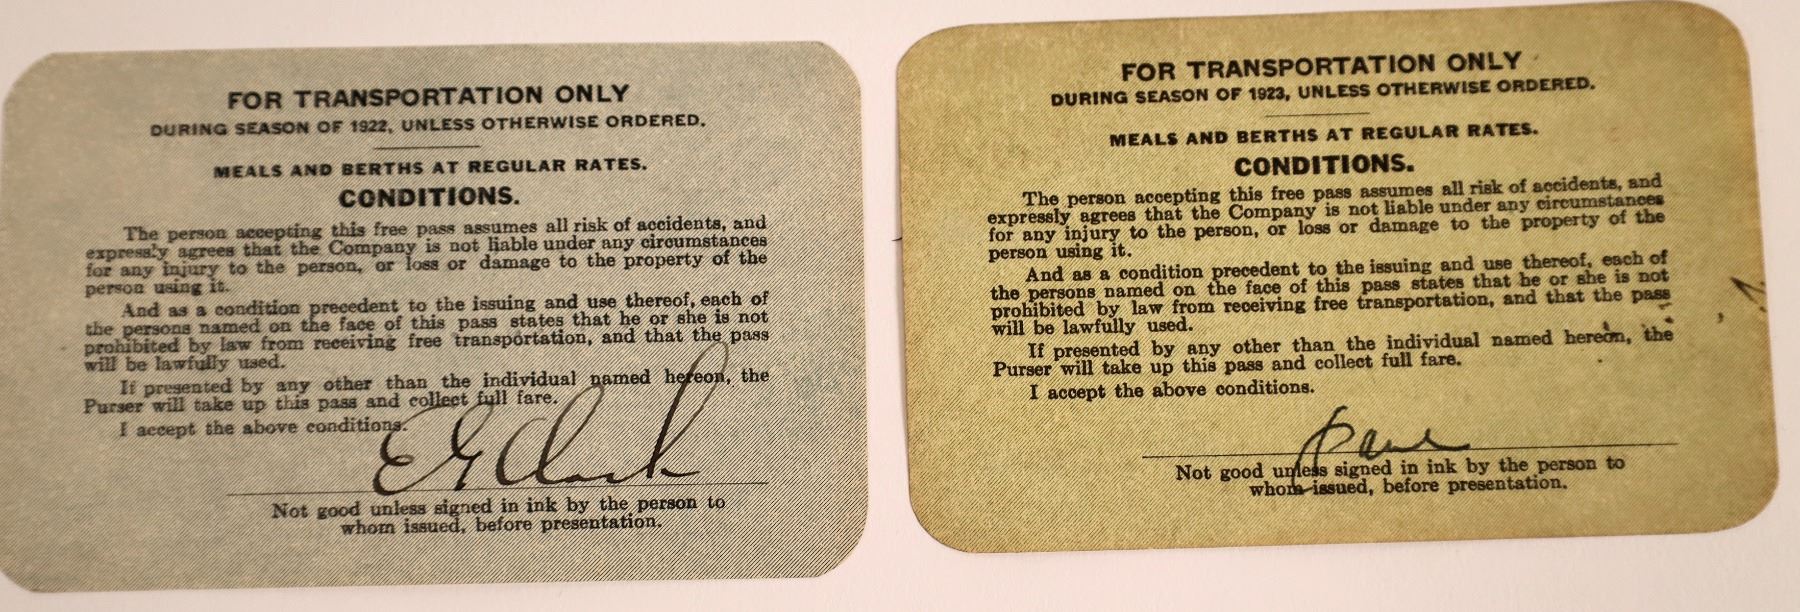 FOR TRANSPORTATION ONLY
DURING SEASON OF 1922, UNLESS OTHERWISE ORDERED.
MEALS AND BERTHS AT REGULAR RATES.
CONDITIONS.
The person accepting this free pass assumes all risk of accidents, and
expressly agrees that the Company is not liable under any circumstances
for any injury to the person, or loss or damage to the property of the
person using it.
And as a condition precedent to the issuing and use thereof, each of
the persons named on the face of this pass states that he or she is not
prohibited by law from receiving free transportation, and that the pass
will be lawfully used.
If presented by any other than the individual named hereon, the
Purser will take up this pass and collect full fare.
I accept the above conditions.
E Clark
Not good unless signed in ink by the person to
whom issued, before presentation.
FOR TRANSPORTATION ONLY
DURING SEASON OF 1923, UNLESS OTHERWISE ORDERED.
MEALS AND BERTHS AT REGULAR RATES.
CONDITIONS.
The person accepting this free pass assumes all risk of accidents, and
expressly agrees that the Company is not liable under any circumstances
for any injury to the person, or loss or damage to the property of the
person using it.
And as a condition precedent to the issuing and use thereof, each of
the persons named on the face of this pass states that he or she is not
prohibited by law from receiving free transportation, and that the pass
will be lawfully used.
If presented by any other than the individual named hereon, the
Purser will take up this pass and collect full fare.
I accept the above conditions.
Not good unless signed in ink by the person to
whom issued, before presentation.